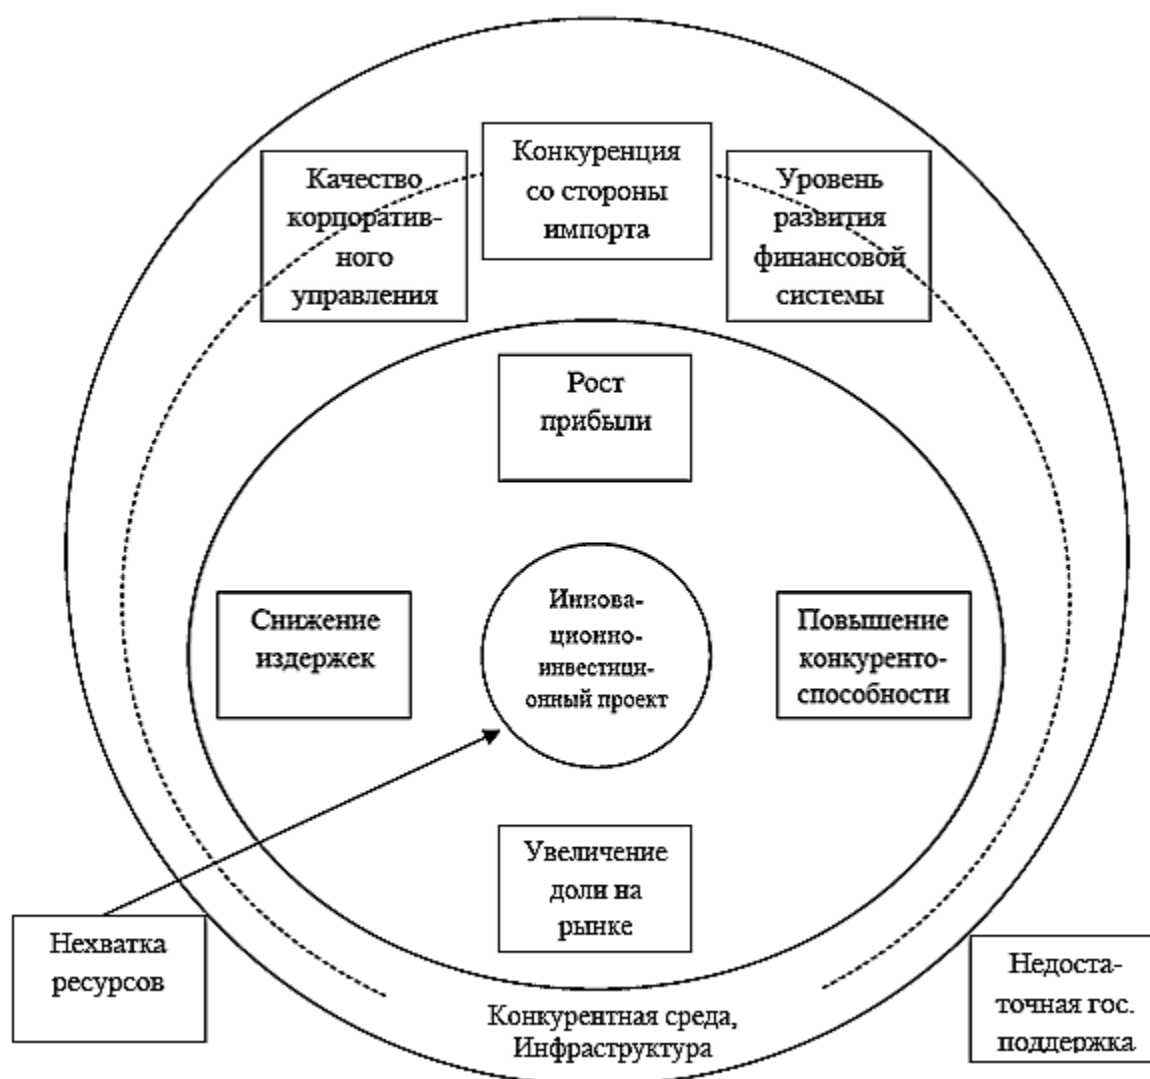 Качество
корпоратив-
ного
управления
Конкуренция
со стороны
импорта
Уровень
развития
финансовой
системы
Рост
прибыли
Снижение
издержек
Иннова-
ционно-
инвестици-
онный проект
Повышение
конкуренто-
способности
Увеличение
доли на
рынке
Нехватка
ресурсов
Недоста-
точная гос.
поддержка
Конкурентная среда,
Инфраструктура